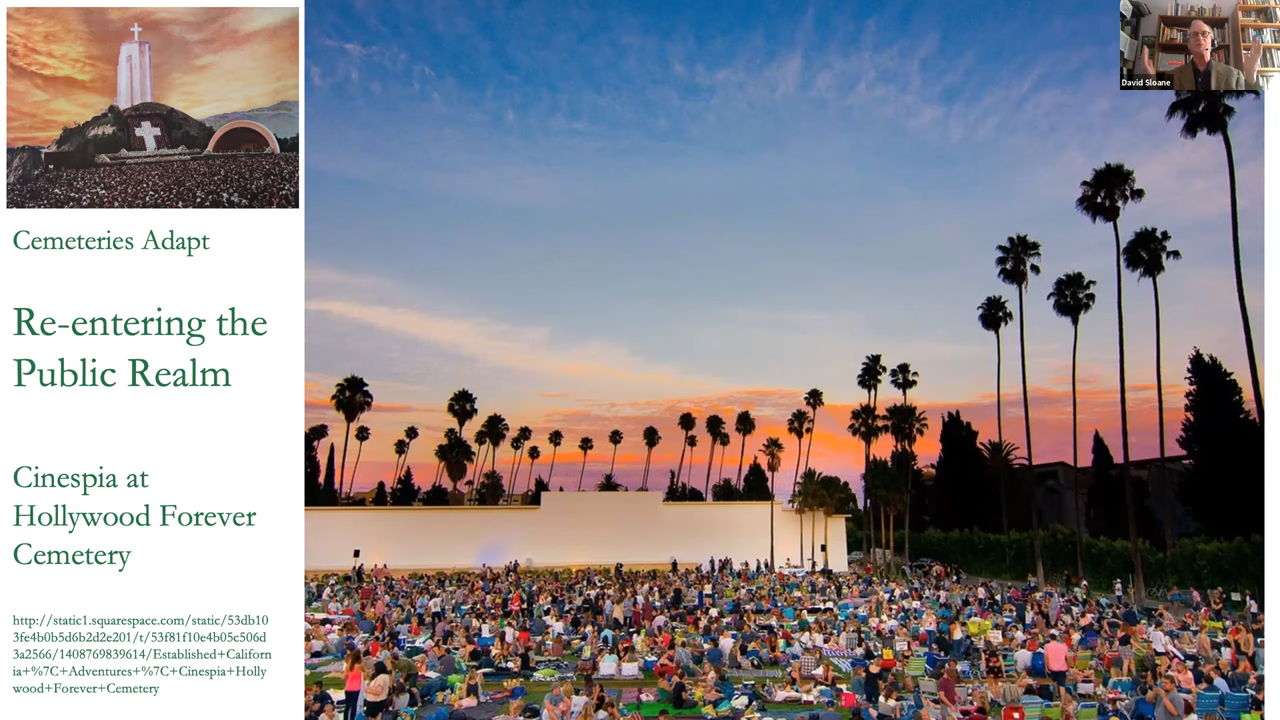 Cemeteries Adapt
Re-entering the
Public Realm
Cinespia at
Hollywood Forever
Cemetery
http://static1.squarespace.com/static/53db10
3fe4b0b5d6b2d2e201/t/53f81f10e4b05c506d
3a2566/1408769839614/Established+Californ
ia+%7C+Adventures+%7C+Cinespia+Holly
wood+Forever+Cemetery
David Sloane